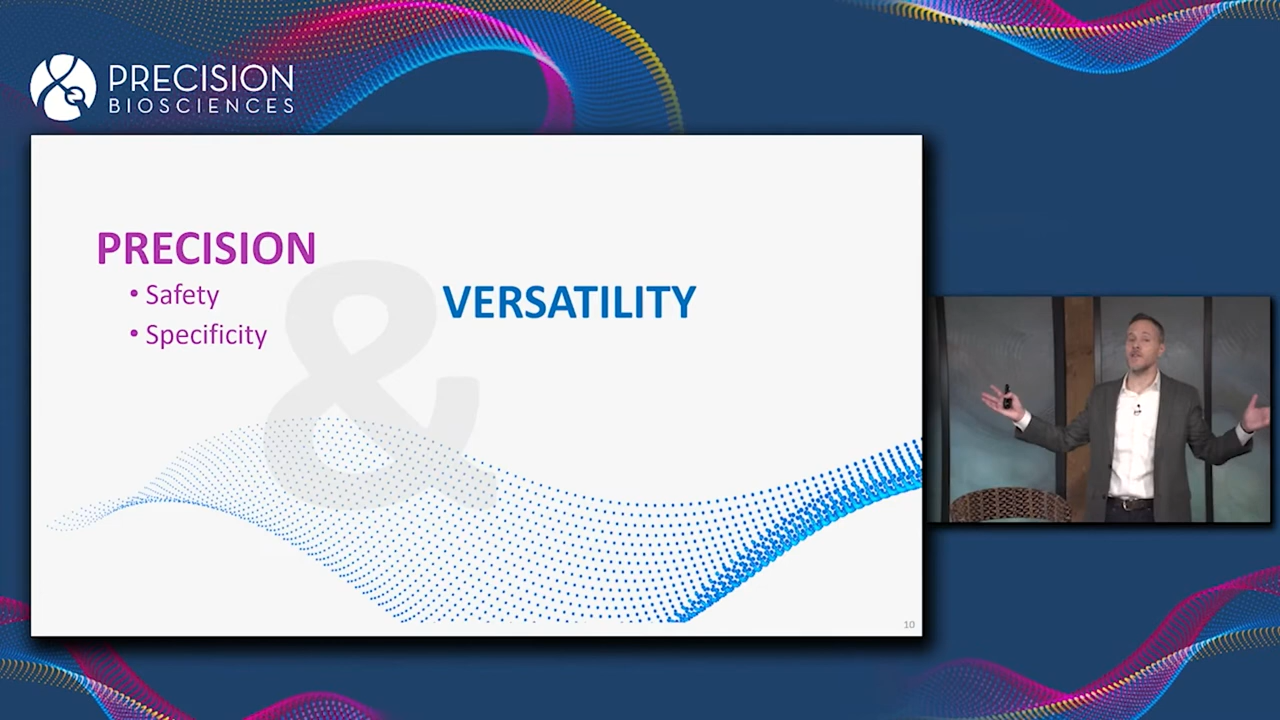 PRECISION
BIOSCIENCES
PRECISION
• Safety
• Specificity
&
VERSATILITY
10